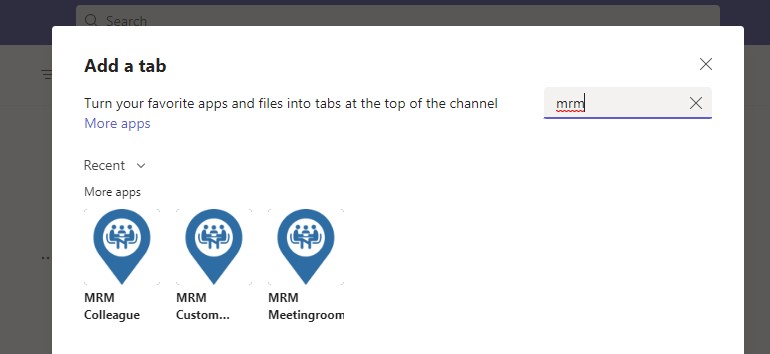 Search
Add a tab
Turn your favorite apps and files into tabs at the top of the channel
More apps
mrm
Recent
More apps
MRM
Colleague
MRM
Custom...
MRM
Meetingroom